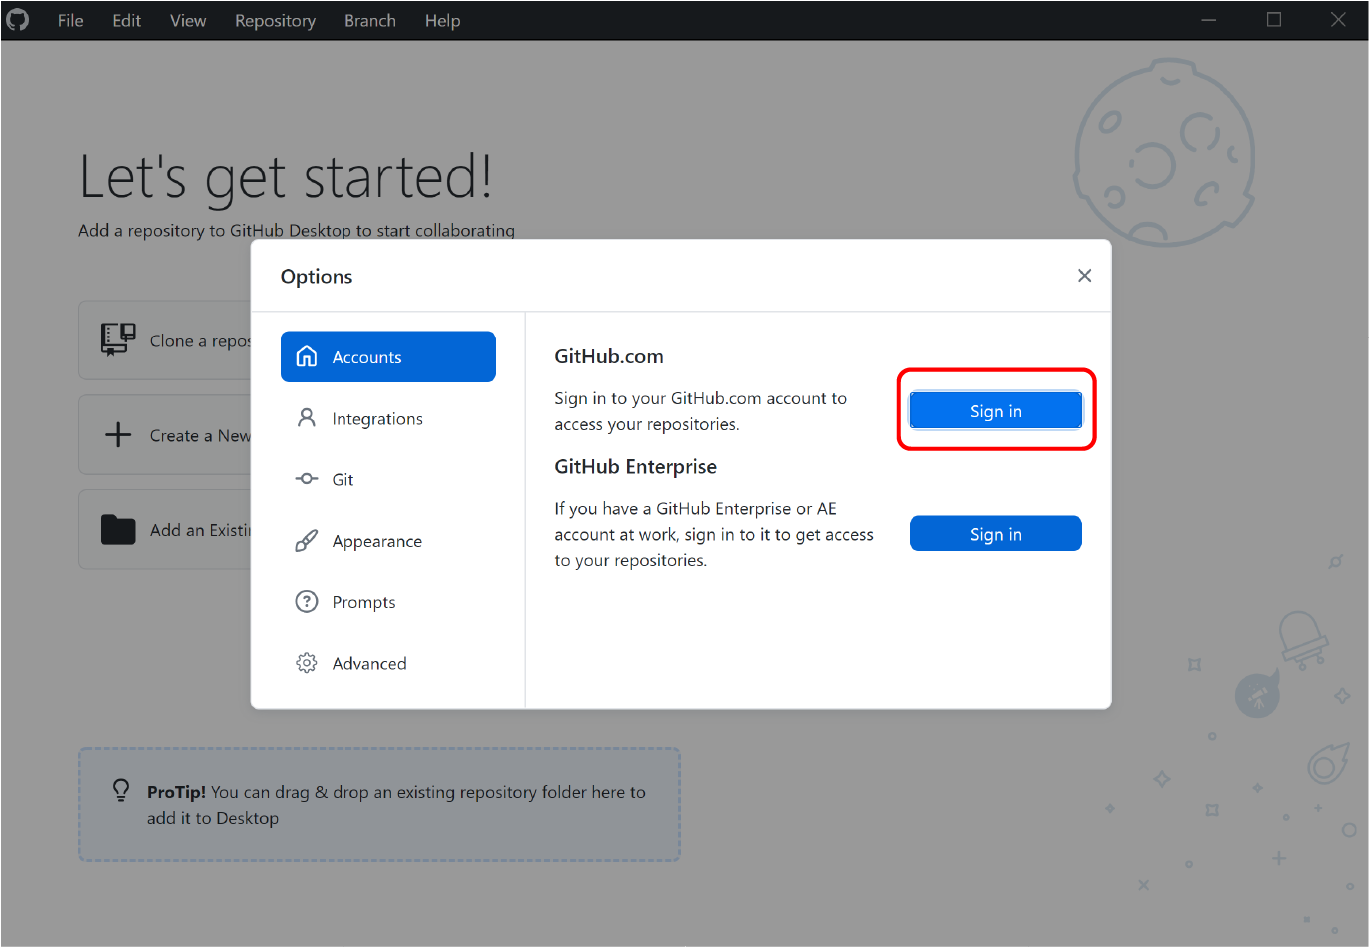 File Edit View Repository Branch Help
Let's get started!
Add a repository to GitHub Desktop to start collaborating
Clone a repos
Create a New
Add an Existi
Options
Accounts
Integrations
Git
Appearance
Prompts
Advanced
GitHub.com
Sign in to your GitHub.com account to
access your repositories.
Sign in
GitHub Enterprise
If you have a GitHub Enterprise or AE
account at work, sign in to it to get access
to your repositories.
Sign in
ProTip! You can drag & drop an existing repository folder here to
add it to Desktop